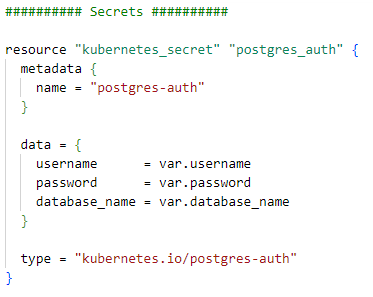 ########## Secrets ##########
resource "kubernetes_secret" "postgres_auth" {
  metadata {
    name = "postgres-auth"
  }
  data = {
    username      = var.username
    password      = var.password
    database_name = var.database_name
  }
  type = "kubernetes.io/postgres-auth"
}